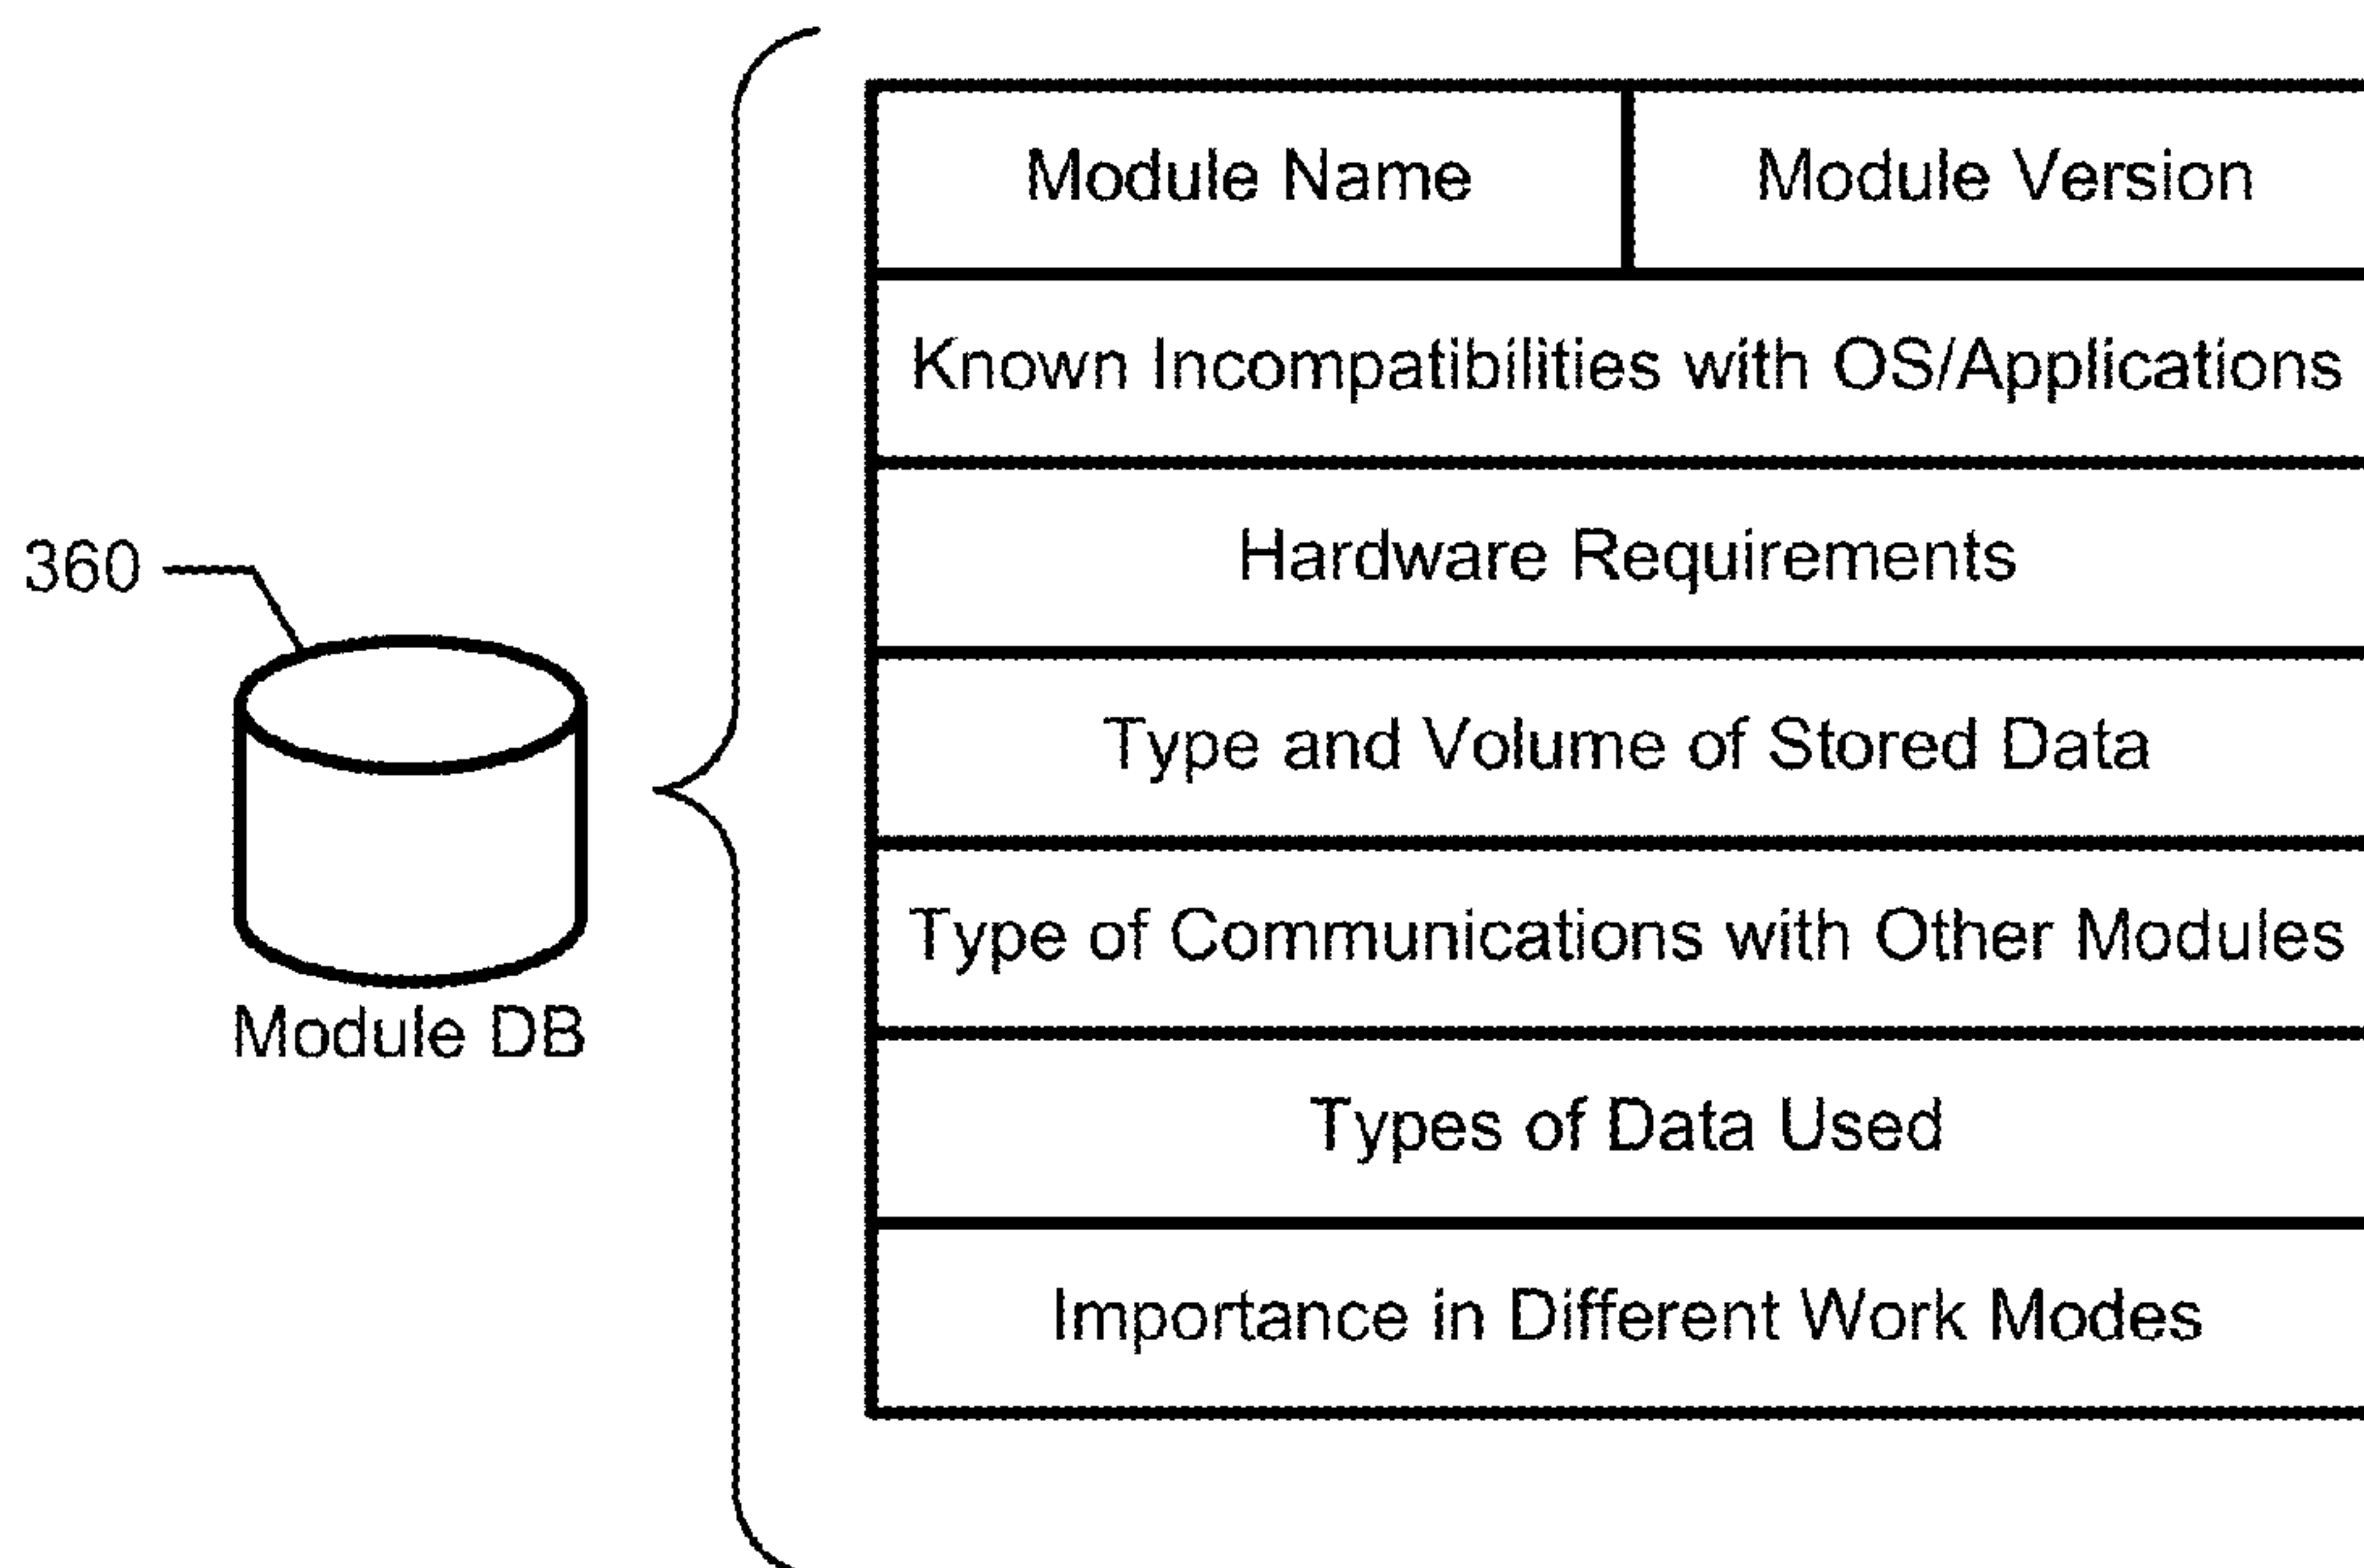 Module Name Module Version
Known Incompatibilities with OS/Applications
Hardware Requirements
360
Type and Volume of Stored Data
Type of Communications with Other Modules
Module DB
Types of Data Used
Importance in Different Work Modes